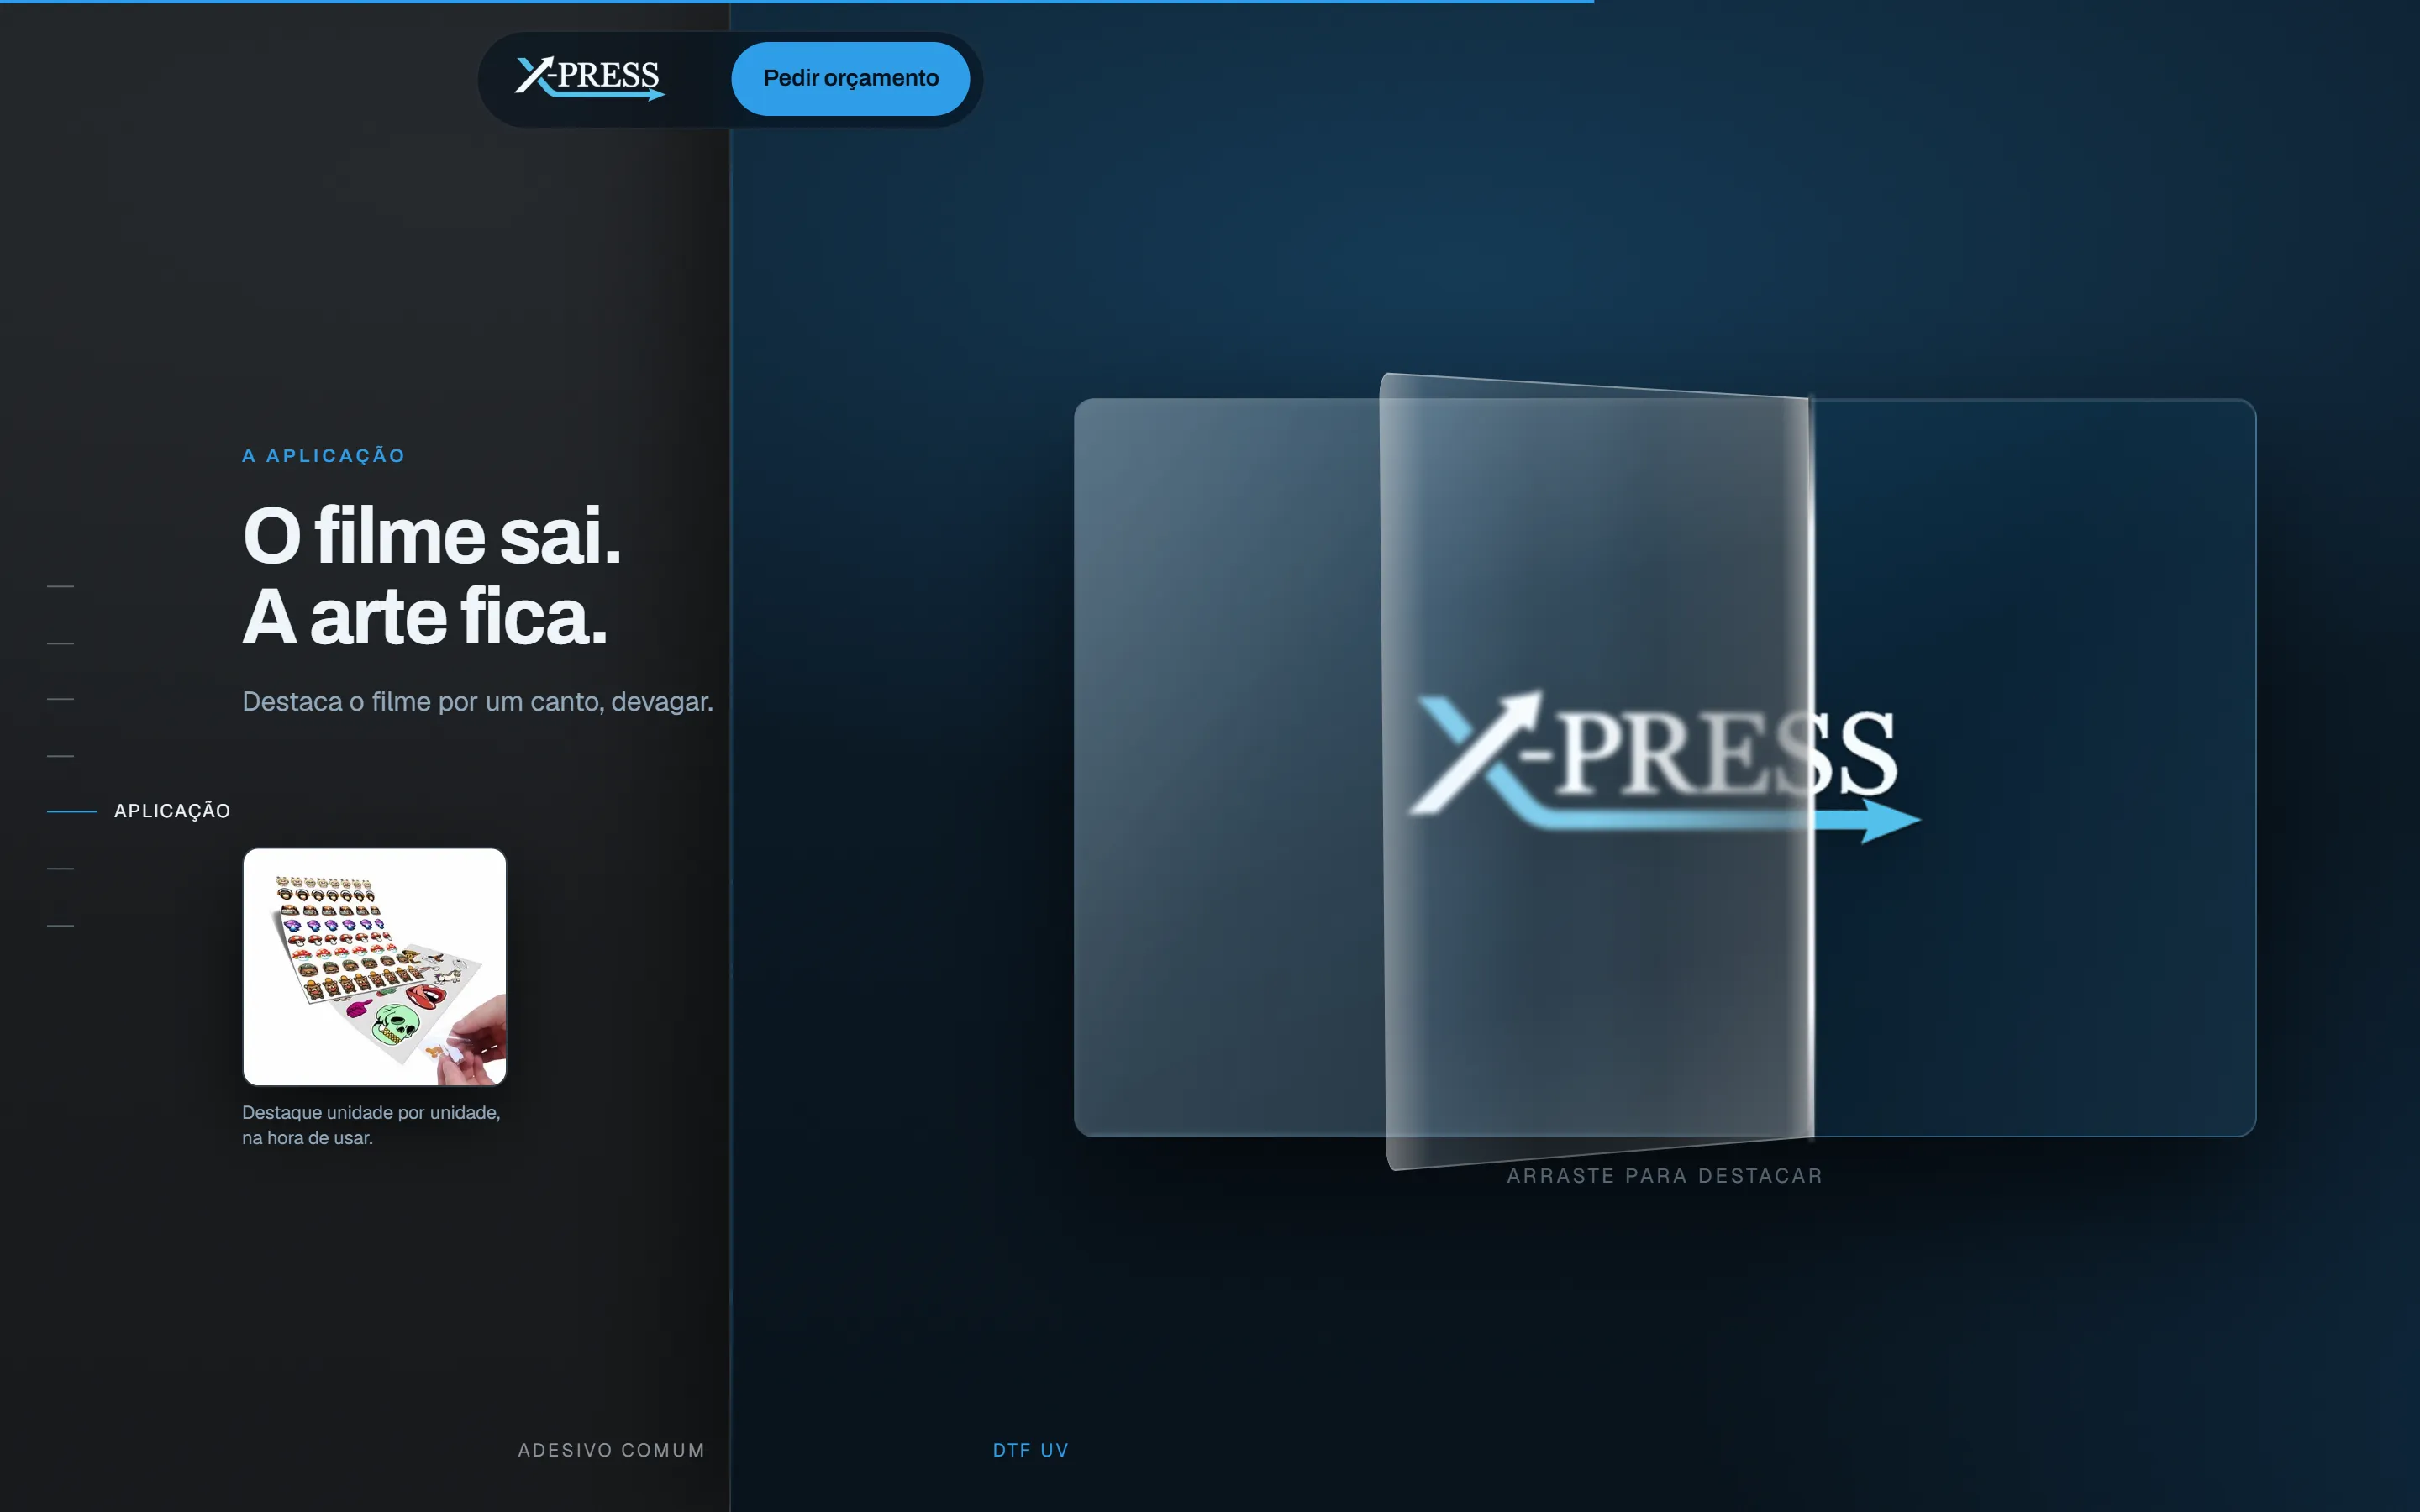 X-PRESS
Pedir orçamento
A APLICAÇÃO
O filme sai.
A arte fica.
Destaca o filme por um canto, devagar.
APLICAÇÃO
Destaque unidade por unidade,
na hora de usar.
X-PRESS
ARRASTE PARA DESTACAR
ADESIVO COMUM
DTF UV